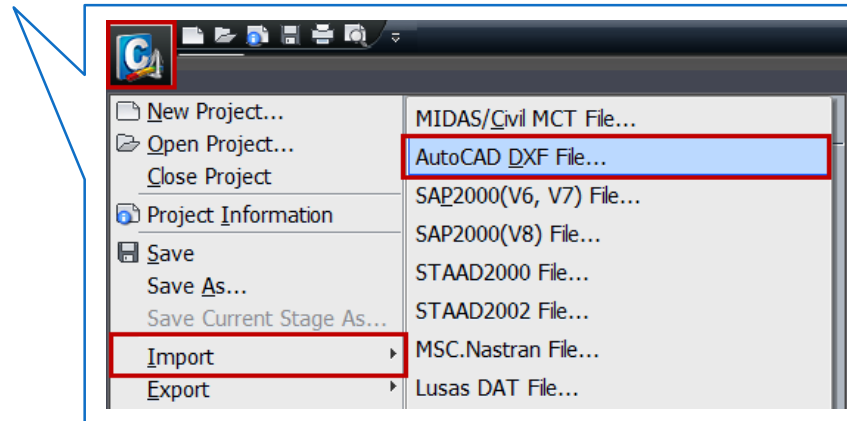 New Project...
Open Project...
Close Project
Project Information
Save
Save As...
Save Current Stage As...
Import
Export
MIDAS/Civil MCT File...
AutoCAD DXF File...
SAP2000(V6, V7) File...
SAP2000(V8) File...
STAAD2000 File...
STAAD2002 File...
MSC.Nastran File...
Lusas DAT File...